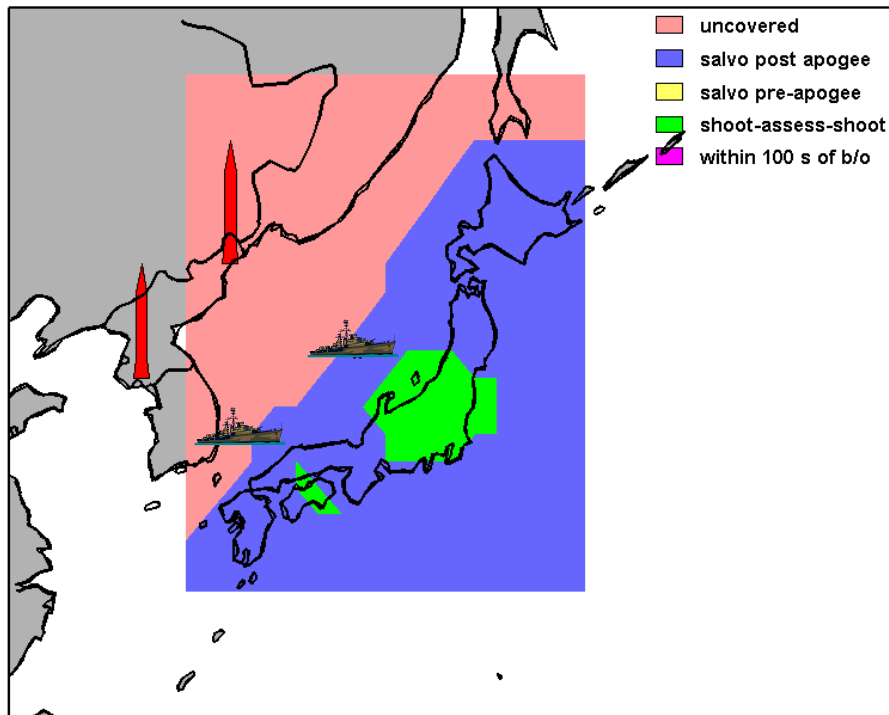 uncovered
salvo post apogee
salvo pre-apogee
shoot-assess-shoot
within 100 s of b/o